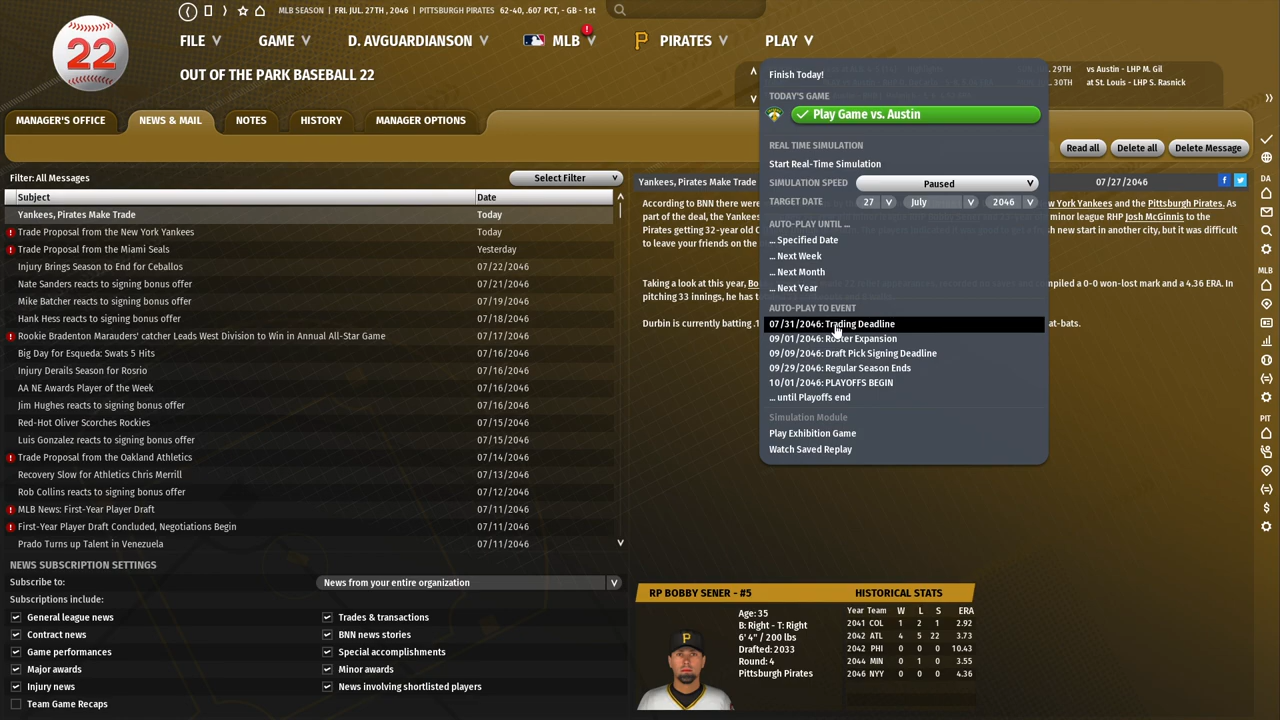 MLB SEASON | FRI. JUL. 27TH , 2046 | PITTSBURGH PIRATES 62-40, .607 PCT, - GB - 1st
22
FILE GAME D. AVGUARDIANSON MLB PIRATES PLAY
OUT OF THE PARK BASEBALL 22
MANAGER'S OFFICE NEWS & MAIL NOTES HISTORY MANAGER OPTIONS
29TH vs Austin - LHP M. Gil
30TH at St. Louis - LHP S. Rasnick
Read all Delete all Delete Message
Filter: All Messages Select Filter
Subject Date
Yankees, Pirates Make Trade Today
Trade Proposal from the New York Yankees Today
Trade Proposal from the Miami Seals Yesterday
Injury Brings Season to End for Ceballos 07/22/2046
Nate Sanders reacts to signing bonus offer 07/21/2046
Mike Batcher reacts to signing bonus offer 07/19/2046
Hank Hess reacts to signing bonus offer 07/18/2046
Rookie Bradenton Marauders' catcher Leads West Division to Win in Annual All-Star Game 07/17/2046
Big Day for Esqueda: Swats 5 Hits 07/16/2046
Injury Derails Season for Rosrio 07/16/2046
AA NE Awards Player of the Week 07/16/2046
Jim Hughes reacts to signing bonus offer 07/16/2046
Red-Hot Oliver Scorches Rockies 07/15/2046
Luis Gonzalez reacts to signing bonus offer 07/15/2046
Trade Proposal from the Oakland Athletics 07/14/2046
Recovery Slow for Athletics Chris Merrill 07/13/2046
Rob Collins reacts to signing bonus offer 07/12/2046
MLB News: First-Year Player Draft 07/11/2046
First-Year Player Draft Concluded, Negotiations Begin 07/11/2046
Prado Turns up Talent in Venezuela 07/11/2046
NEWS SUBSCRIPTION SETTINGS
Subscribe to: News from your entire organization
Subscriptions include:
General league news Trades & transactions
Contract news BNN news stories
Game performances Special accomplishments
Major awards Minor awards
Injury news News involving shortlisted players
Team Game Recaps
Yankees, Pirates Make Trade 07/27/2046
According to BNN there were w York Yankees and the Pittsburgh Pirates. As
part of the deal, the Yankees minor league RHP Josh McGinnis to the
Pirates getting 32-year old C new start in another city, but it was difficult
to leave your friends on the
Taking a look at this year, Bo compiled a 0-0 won-lost mark and a 4.36 ERA. In
pitching 33 innings, he has
Durbin is currently batting .1 at-bats.
Finish Today!
TODAY'S GAME
Play Game vs. Austin
REAL TIME SIMULATION
Start Real-Time Simulation
SIMULATION SPEED Paused
TARGET DATE 27 July 2046
AUTO-PLAY UNTIL ...
... Specified Date
... Next Week
... Next Month
... Next Year
AUTO-PLAY TO EVENT
07/31/2046: Trading Deadline
09/01/2046: Roster Expansion
09/09/2046: Draft Pick Signing Deadline
09/29/2046: Regular Season Ends
10/01/2046: PLAYOFFS BEGIN
... until Playoffs end
Simulation Module
Play Exhibition Game
Watch Saved Replay
RP BOBBY SENER - #5 HISTORICAL STATS
Age: 35
B: Right - T: Right
6' 4" / 200 lbs
Drafted: 2033
Round: 4
Pittsburgh Pirates
Year Team W L S ERA
2041 COL 1 2 1 2.92
2042 ATL 4 5 22 3.73
2042 PHI 0 0 0 10.43
2044 MIN 0 1 0 3.55
2046 NYY 0 0 0 4.36
DA
MLB
PIT